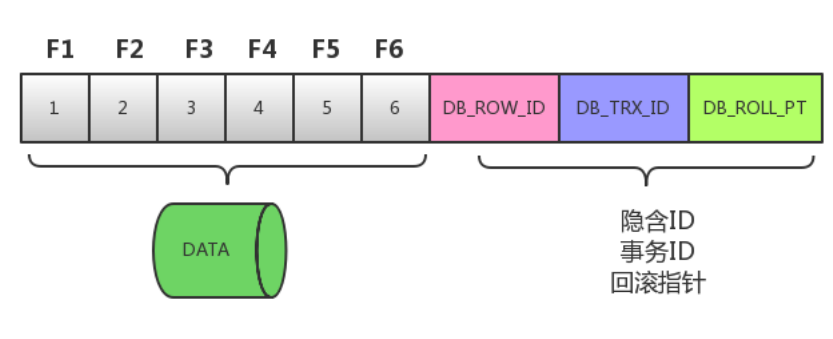 F1 F2 F3 F4 F5 F6
1 2 3 4 5 6 DB_ROW_ID DB_TRX_ID DB_ROLL_PT
DATA
隐含ID
事务ID
回滚指针